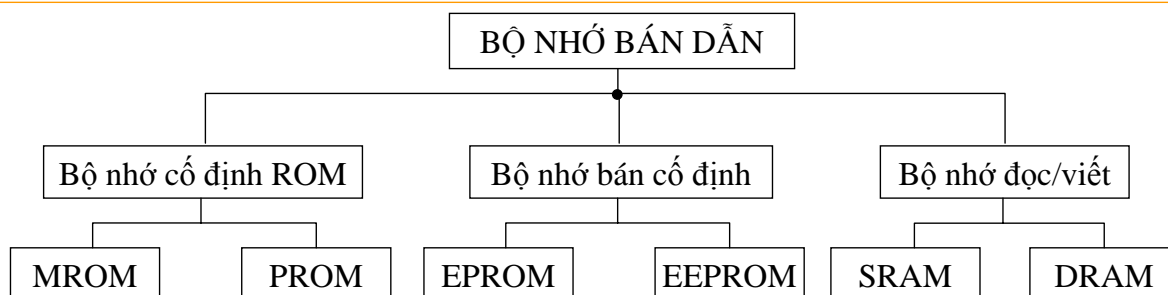 BỘ NHỚ BÁN DẪN
Bộ nhớ cố định ROM Bộ nhớ bán cố định Bộ nhớ đọc/viết
MROM PROM EPROM EEPROM SRAM DRAM